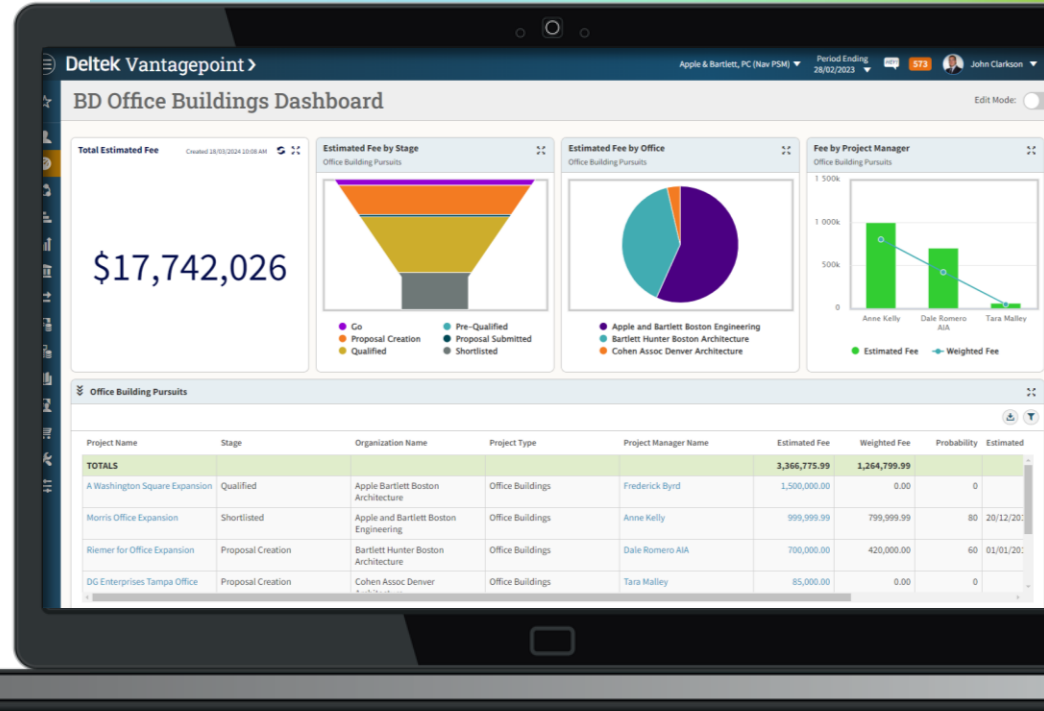 Deltek Vantagepoint >
Apple & Bartlett, PC (Nav PSM)
Period Ending
28/02/2023
573
John Clarkson
BD Office Buildings Dashboard
Edit Mode:
Total Estimated Fee
Created 18/03/2024 10:08 AM
$17,742,026
Estimated Fee by Stage
Office Building Pursuits
Go
Pre-Qualified
Proposal Creation
Proposal Submitted
Qualified
Shortlisted
Estimated Fee by Office
Office Building Pursuits
Apple and Bartlett Boston Engineering
Bartlett Hunter Boston Architecture
Cohen Assoc Denver Architecture
Fee by Project Manager
Office Building Pursuits
1 500k
1 000k
500k
0
Anne Kelly
Dale Romero AIA
Tara Malley
Estimated Fee
Weighted Fee
Office Building Pursuits
Project Name Stage Organization Name Project Type Project Manager Name Estimated Fee Weighted Fee Probability Estimated
TOTALS 3,366,775.99 1,264,799.99
A Washington Square Expansion Qualified Apple Bartlett Boston Architecture Office Buildings Frederick Byrd 1,500,000.00 0.00 0
Morris Office Expansion Shortlisted Apple and Bartlett Boston Engineering Office Buildings Anne Kelly 999,999.99 799,999.99 80 20/12/20
Riemer for Office Expansion Proposal Creation Bartlett Hunter Boston Architecture Office Buildings Dale Romero AIA 700,000.00 420,000.00 60 01/01/20
DG Enterprises Tampa Office Proposal Creation Cohen Assoc Denver Office Buildings Tara Malley 85,000.00 0.00 0